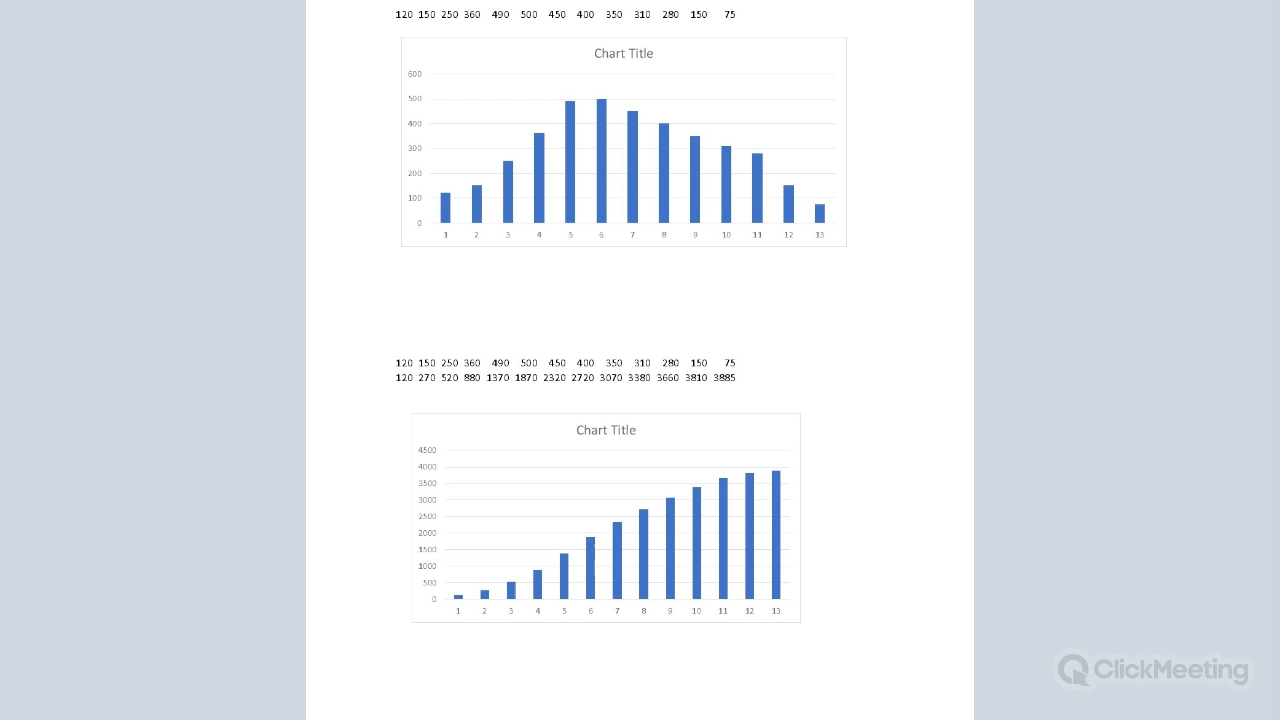 120 150 250 360 490 500 450 400 350 310 280 150 75
Chart Title
600
500
400
300
200
100
0
1 2 3 4 5 6 7 8 9 10 11 12 13
120 150 250 360 490 500 450 400 350 310 280 150 75
120 270 520 880 1370 1870 2320 2720 3070 3380 3660 3810 3885
Chart Title
4500
4000
3500
3000
2500
2000
1500
1000
500
0
1 2 3 4 5 6 7 8 9 10 11 12 13
ClickMeeting